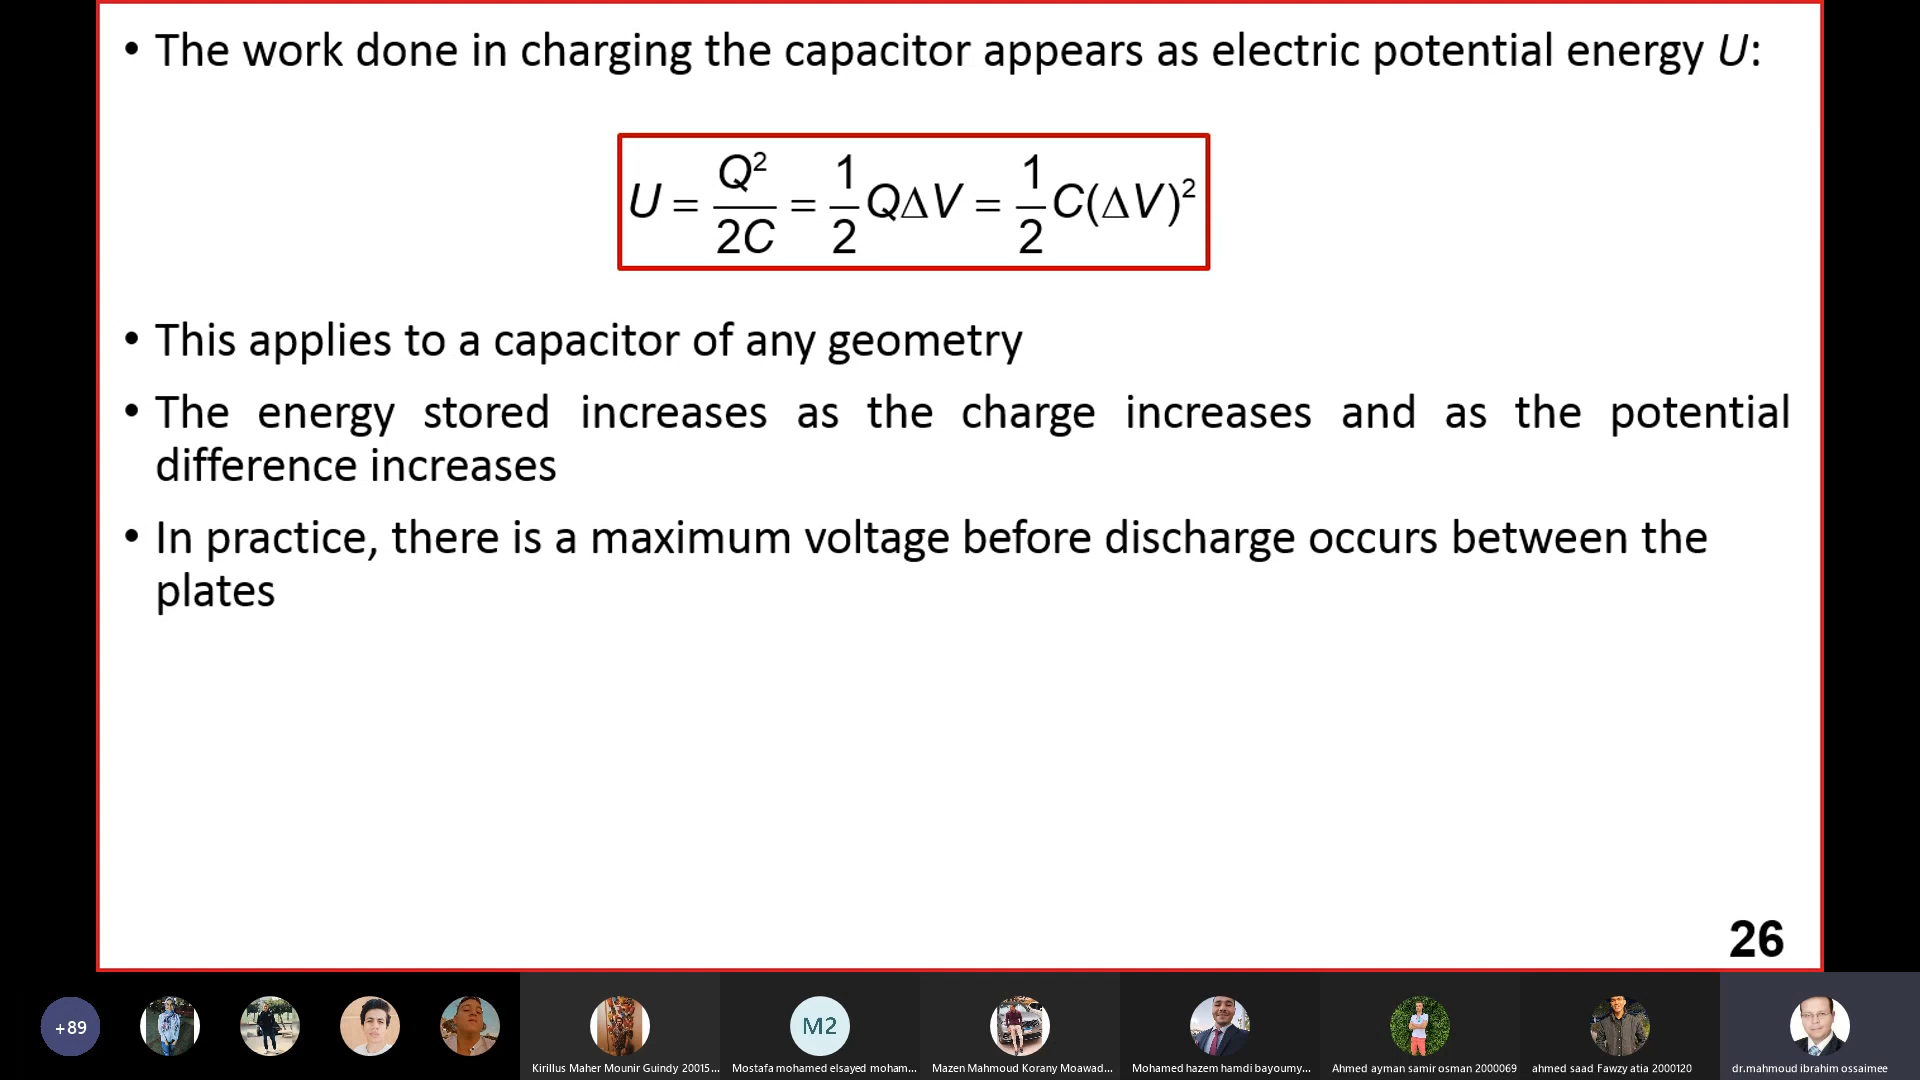 • The work done in charging the capacitor appears as electric potential energy U:
U = Q²/2C = 1/2 QΔV = 1/2 C(ΔV)²
• This applies to a capacitor of any geometry
• The energy stored increases as the charge increases and as the potential
difference increases
• In practice, there is a maximum voltage before discharge occurs between the
plates
26
+89
M2
Kirillus Maher Mounir Guindy 20015...
Mostafa mohamed elsayed moham...
Mazen Mahmoud Korany Moawad...
Mohamed hazem hamdi bayoumy...
Ahmed ayman samir osman 2000069
ahmed saad Fawzy atia 2000120
dr.mahmoud ibrahim ossaimee